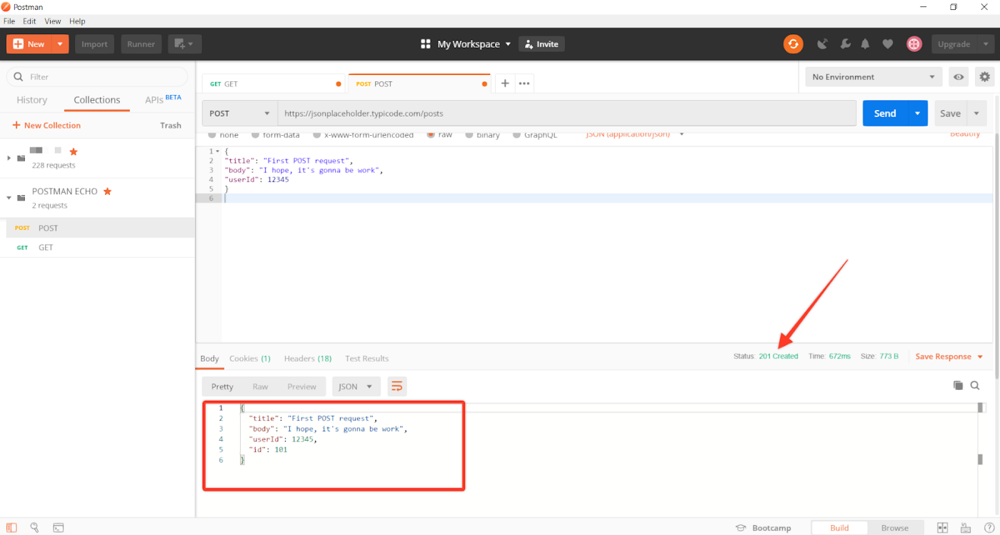 Postman
File Edit View Help
New Import Runner My Workspace Invite Upgrade
Filter
History Collections APIs BETA
New Collection Trash
228 requests
POSTMAN ECHO
2 requests
POST POST
GET GET
GET GET POST POST
No Environment
POST https://jsonplaceholder.typicode.com/posts Send Save
none form-data x-www-form-urlencoded raw binary GraphQL JSON (application/json) Beautify
1 {
2 "title": "First POST request",
3 "body": "I hope, it's gonna be work",
4 "userId": 12345
5 }
6
Body Cookies (1) Headers (18) Test Results Status: 201 Created Time: 672ms Size: 773 B Save Response
Pretty Raw Preview JSON
1 {
2 "title": "First POST request",
3 "body": "I hope, it's gonna be work",
4 "userId": 12345,
5 "id": 101
6 }
Bootcamp Build Browse